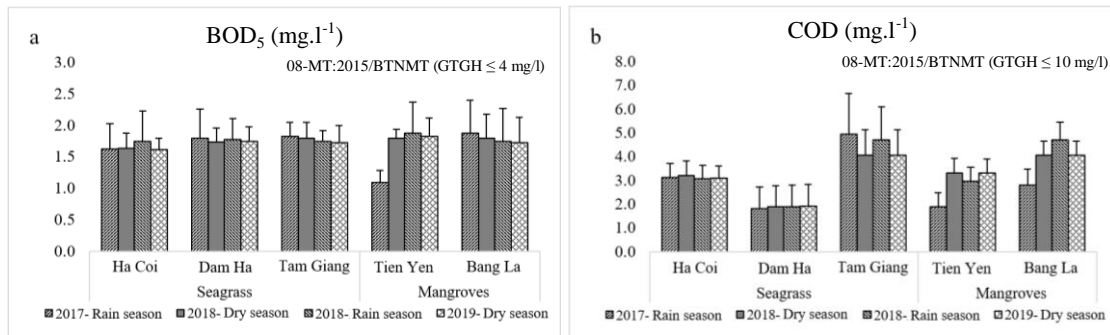 a
BOD₅ (mg.l⁻¹)
08-MT:2015/BTNMT (GTGH ≤ 4 mg/l)
3.0
2.5
2.0
1.5
1.0
0.5
0.0
Ha Coi Dam Ha Tam Giang Tien Yen Bang La
Seagrass Mangroves
2017- Rain season 2018- Dry season 2018- Rain season 2019- Dry season
b
COD (mg.l⁻¹)
08-MT:2015/BTNMT (GTGH ≤ 10 mg/l)
8.0
7.0
6.0
5.0
4.0
3.0
2.0
1.0
0.0
Ha Coi Dam Ha Tam Giang Tien Yen Bang La
Seagrass Mangroves
2017- Rain season 2018- Dry season 2018- Rain season 2019- Dry season